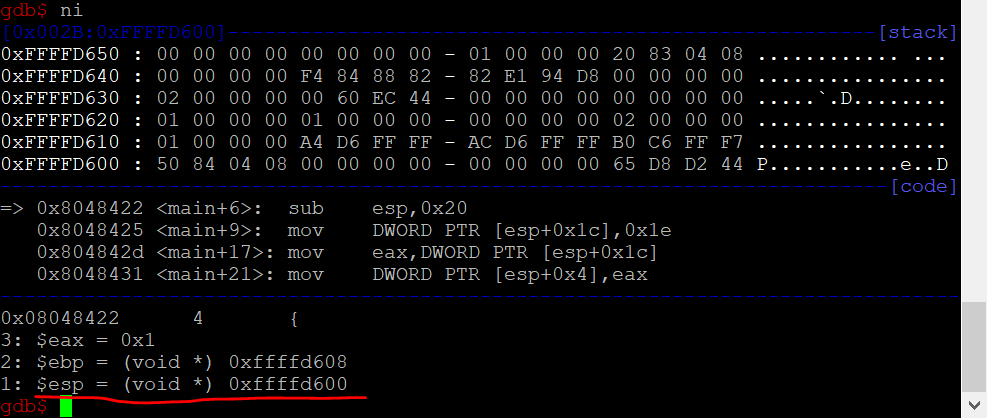 gdb$ ni
[0x002B:0xFFFFD600]------------------------------------------------------[stack]
0xFFFFD650 : 00 00 00 00 00 00 00 00 - 01 00 00 00 20 83 04 08 ............ ...
0xFFFFD640 : 00 00 00 00 F4 84 88 82 - 82 E1 94 D8 00 00 00 00 ................
0xFFFFD630 : 02 00 00 00 00 60 EC 44 - 00 00 00 00 00 00 00 00 .....`.D........
0xFFFFD620 : 01 00 00 00 01 00 00 00 - 00 00 00 00 02 00 00 00 ................
0xFFFFD610 : 01 00 00 00 A4 D6 FF FF - AC D6 FF FF B0 C6 FF F7 ................
0xFFFFD600 : 50 84 04 08 00 00 00 00 - 00 00 00 00 65 D8 D2 44 P...........e..D
--------------------------------------------------------------------------[code]
=> 0x8048422 <main+6>: sub esp,0x20
0x8048425 <main+9>: mov DWORD PTR [esp+0x1c],0x1e
0x804842d <main+17>: mov eax,DWORD PTR [esp+0x1c]
0x8048431 <main+21>: mov DWORD PTR [esp+0x4],eax
--------------------------------------------------------------------------------
0x08048422 4 {
3: $eax = 0x1
2: $ebp = (void *) 0xffffd608
1: $esp = (void *) 0xffffd600
gdb$